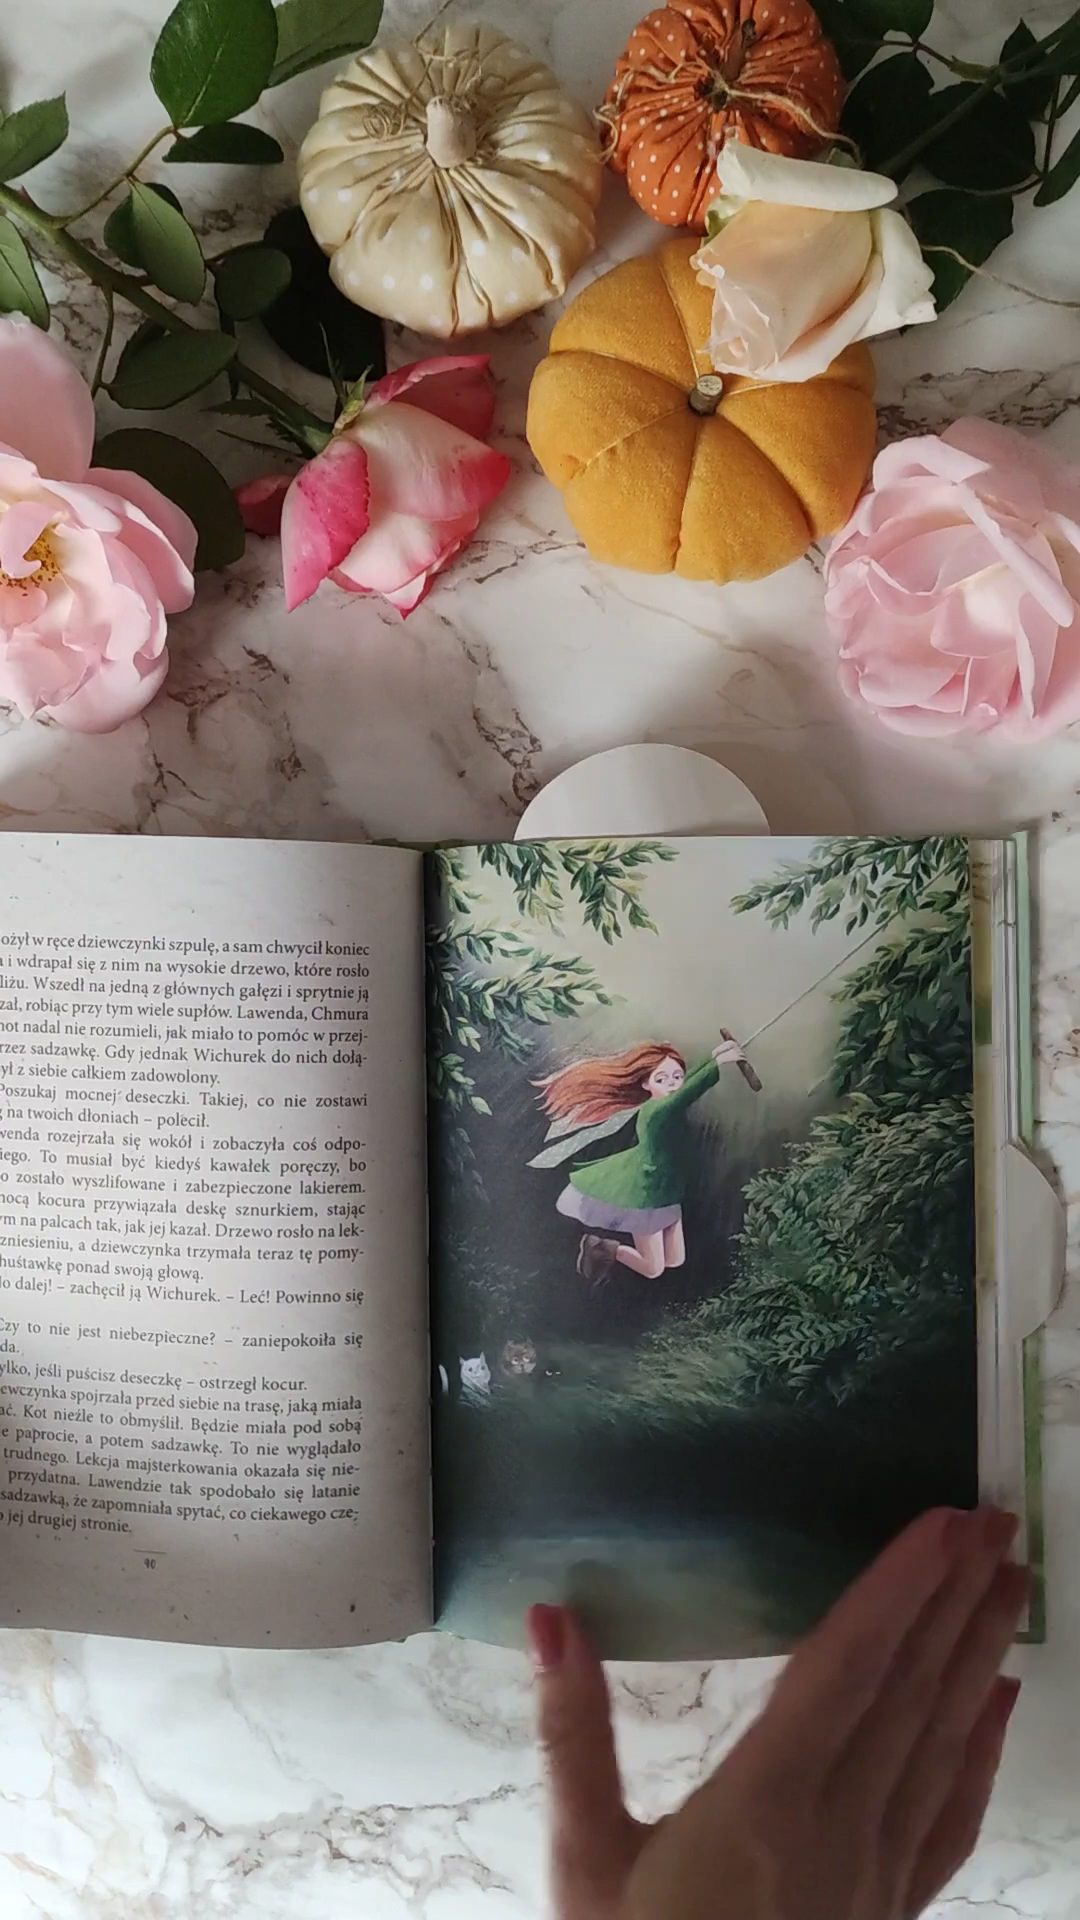 ożył w ręce dziewczynki szpulę, a sam chwycił koniec
a i wdrapał się z nim na wysokie drzewo, które rosło
liżu. Wszedł na jedną z głównych gałęzi i sprytnie ją
zał, robiąc przy tym wiele supłów. Lawenda, Chmura
not nadal nie rozumieli, jak miało to pomóc w przej-
rzez sadzawkę. Gdy jednak Wichurek do nich dołą-
ył z siebie całkiem zadowolony.
Poszukaj mocnej deseczki. Takiej, co nie zostawi
g na twoich dłoniach – polecił.
wenda rozejrzała się wokół i zobaczyła coś odpo-
iego. To musiał być kiedyś kawałek poręczy, bo
o zostało wyszlifowane i zabezpieczone lakierem.
mocą kocura przywiązała deskę sznurkiem, stając
ym na palcach tak, jak jej kazał. Drzewo rosło na lek-
zniesieniu, a dziewczynka trzymała teraz tę pomy-
huśtawkę ponad swoją głową.
do dalej! – zachęcił ją Wichurek. – Leć! Powinno się
Czy to nie jest niebezpieczne? – zaniepokoiła się
da.
ylko, jeśli puścisz deseczkę – ostrzegł kocur.
ewczynka spojrzała przed siebie na trasę, jaką miała
ać. Kot nieźle to obmyślił. Będzie miała pod sobą
e paprocie, a potem sadzawkę. To nie wyglądało
trudnego. Lekcja majsterkowania okazała się nie-
przydatna. Lawendzie tak spodobało się latanie
sadzawką, że zapomniała spytać, co ciekawego cze-
o jej drugiej stronie.
90